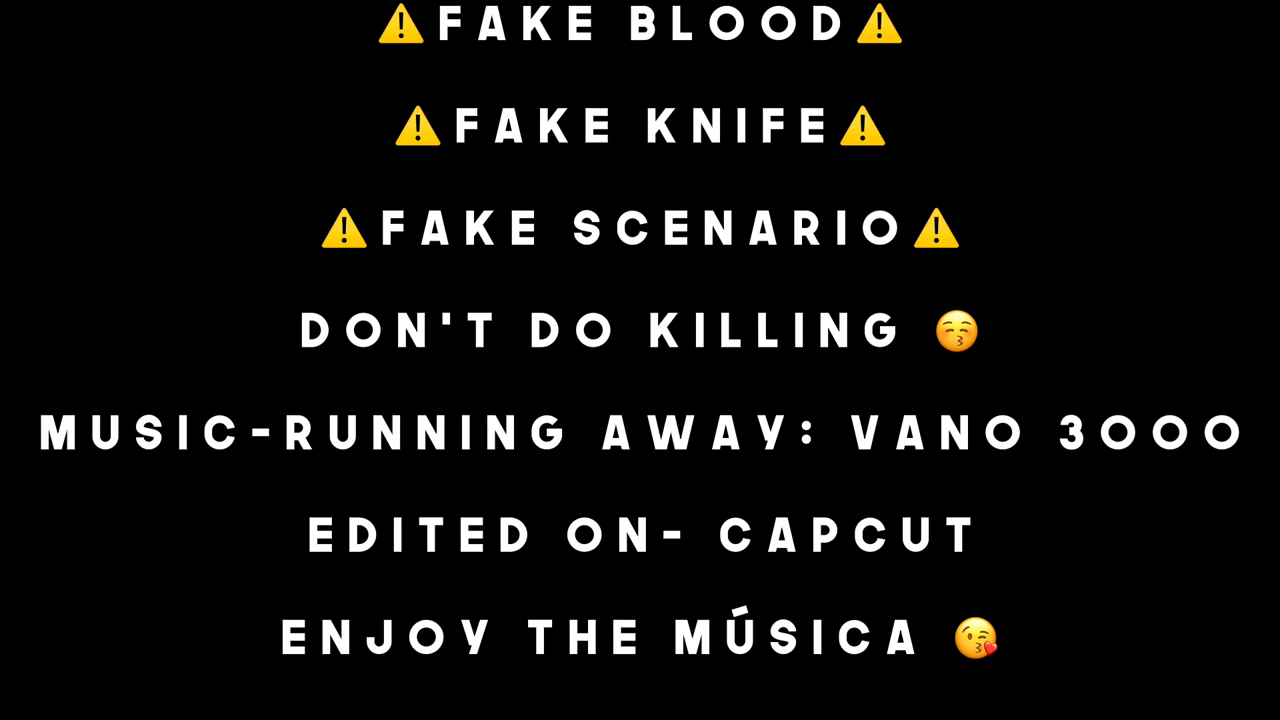 ⚠️FAKE BLOOD⚠️
⚠️FAKE KNIFE⚠️
⚠️FAKE SCENARIO⚠️
DON'T DO KILLING 😚
MUSIC-RUNNING AWAY: VANO 3000
EDITED ON- CAPCUT
ENJOY THE MÚSICA 😘